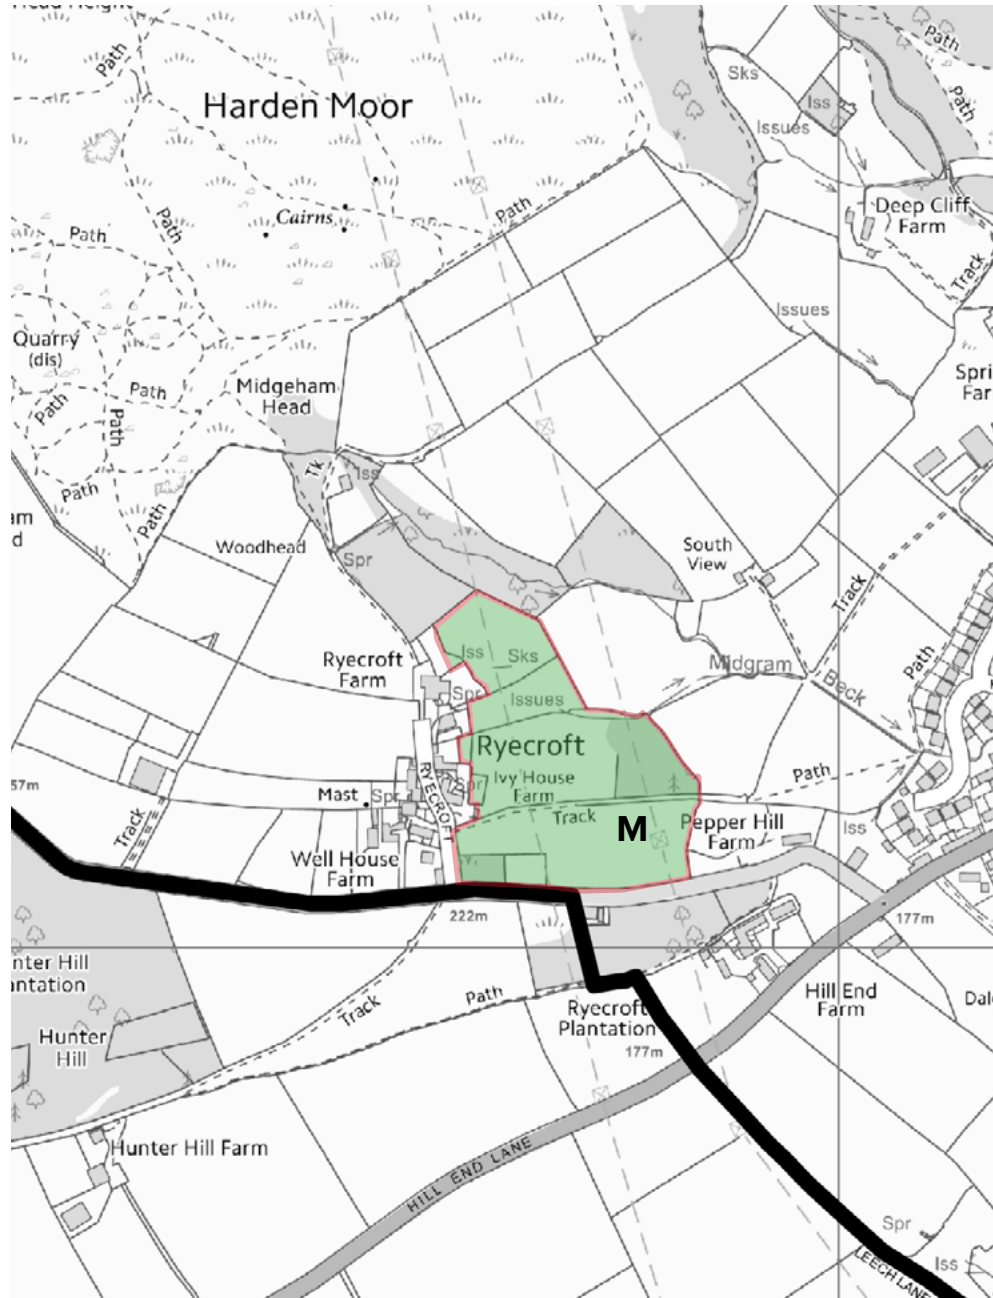 Path
Path
Path
Harden Moor
Sks
Iss
Issues
Cairns
Path
Path
Path
Deep Cliff
Farm
Track
Issues
Quarry
(dis)
Path
Path
Path
Midgeham
Head
Tk
Iss
Path
Path
Woodhead
Spr
South
View
Track
Path
Ryecroft
Farm
Iss
Sks
Spr
Issues
Midgram
Beck
Ryecroft
RYECROFT
Ivy House
Farm
Spr
Mast
Spr
57m
Track
Track
Path
M
Pepper Hill
Farm
Iss
Well House
Farm
222m
177m
Hunter
Hill
Track
Path
Ryecroft
Plantation
177m
Hill End
Farm
Hunter Hill Farm
HILL END LANE
Spr
Iss
LEECH LANE